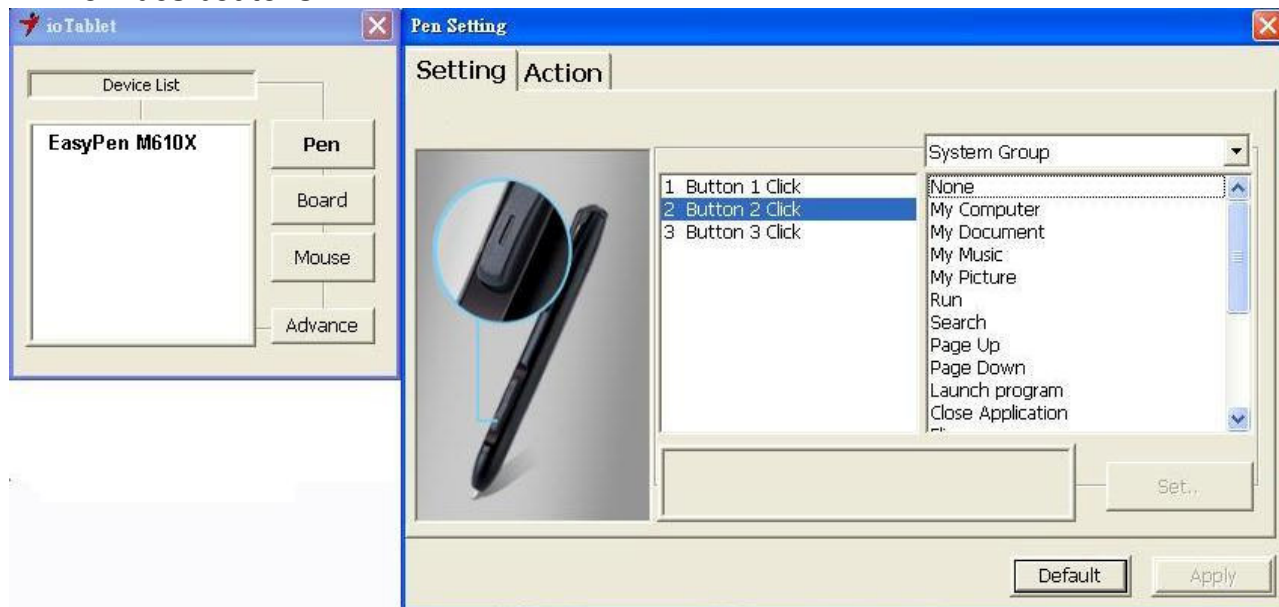 ioTablet
Device List
EasyPen M610X
Pen
Board
Mouse
Advance
Pen Setting
Setting
Action
System Group
1 Button 1 Click
2 Button 2 Click
3 Button 3 Click
None
My Computer
My Document
My Music
My Picture
Run
Search
Page Up
Page Down
Launch program
Close Application
Set..
Default
Apply